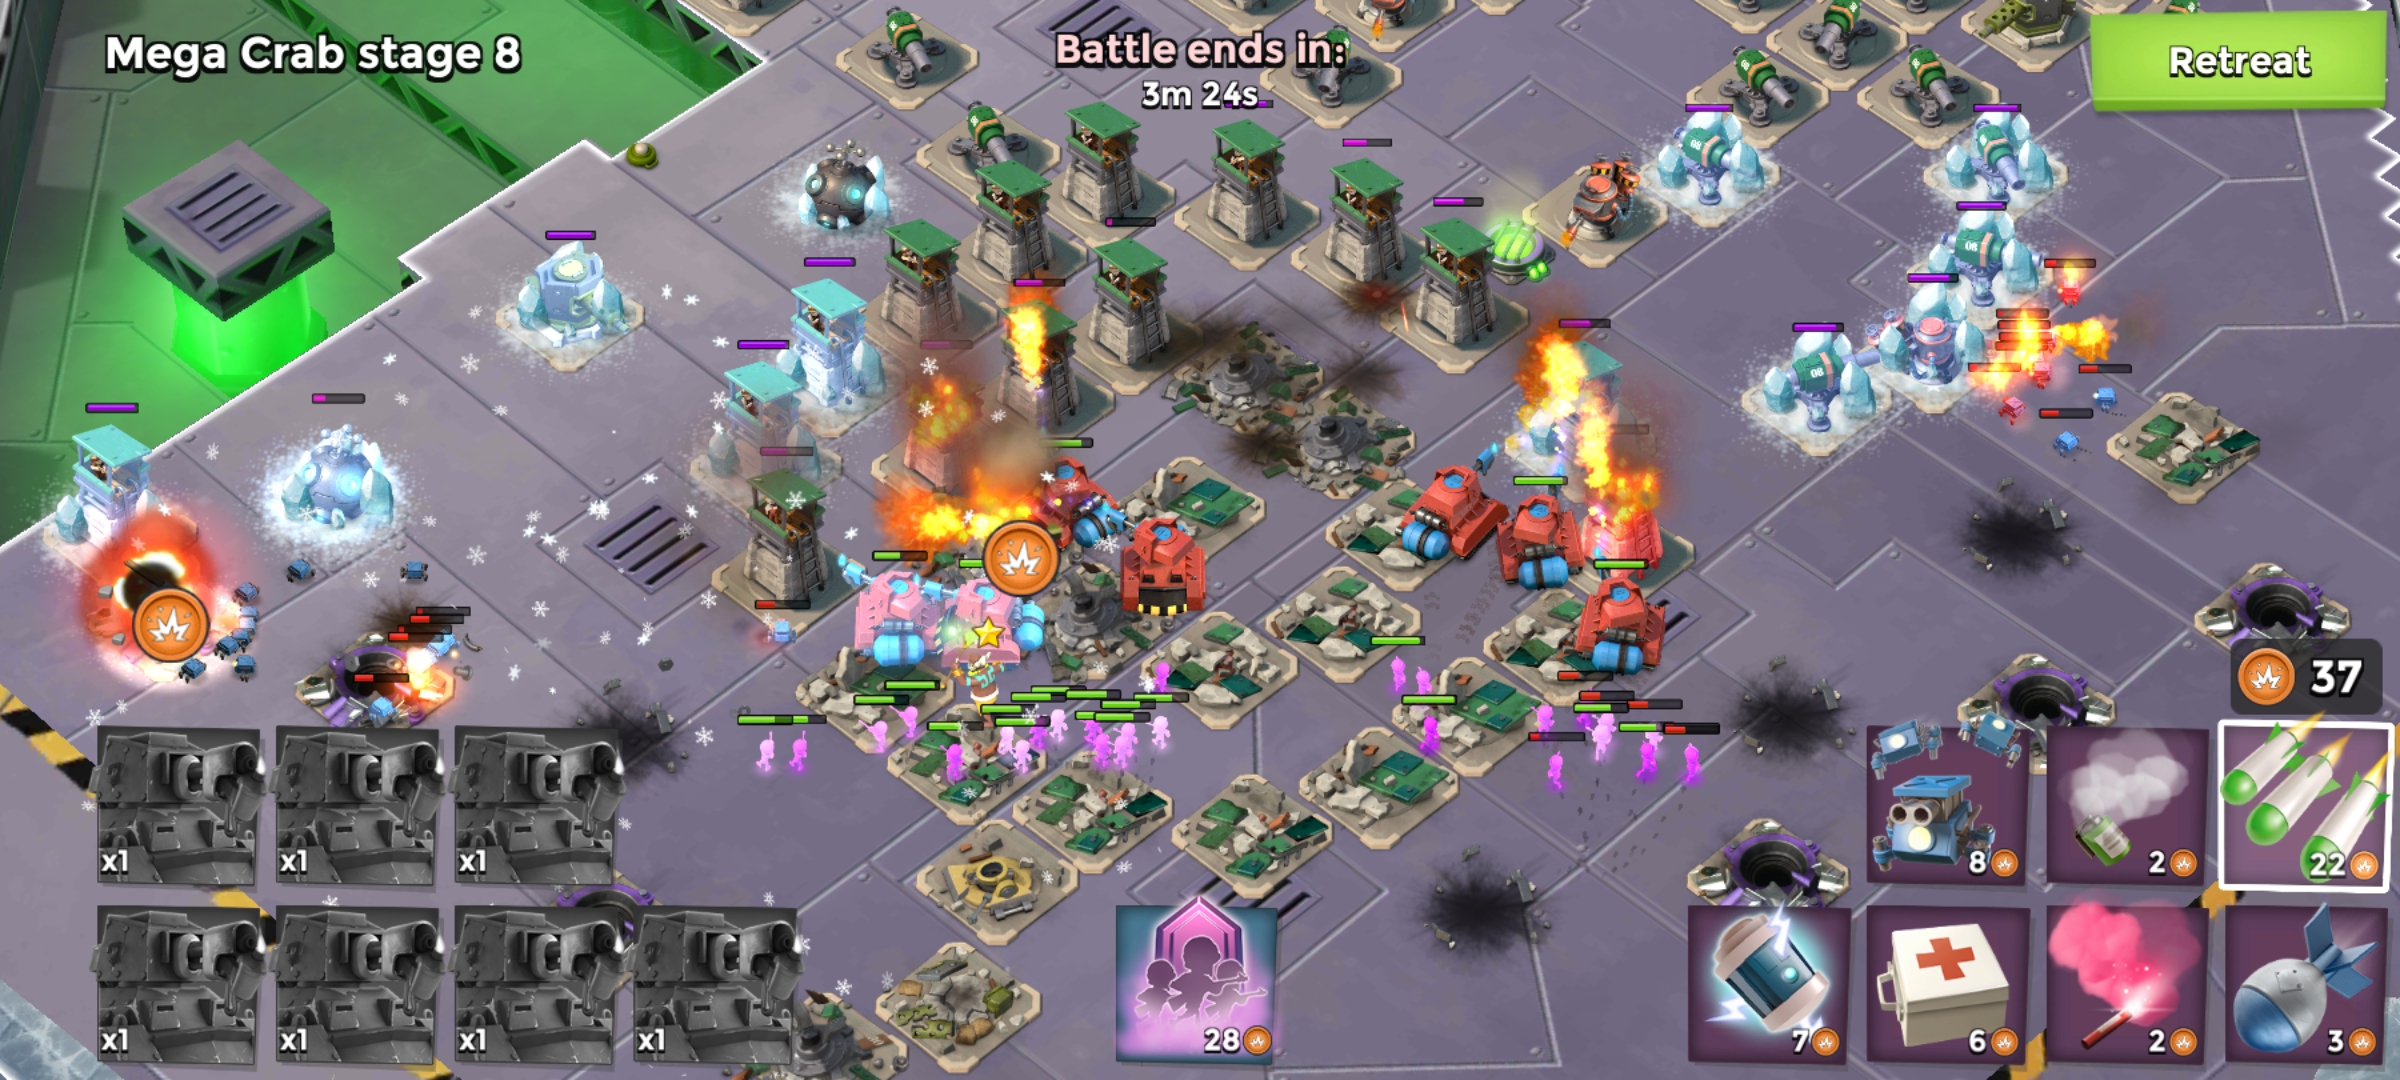 Mega Crab stage 8
Battle ends in:
3m 24s
Retreat
37
x1
x1
x1
8
2
22
x1
x1
x1
x1
28
7
6
2
3